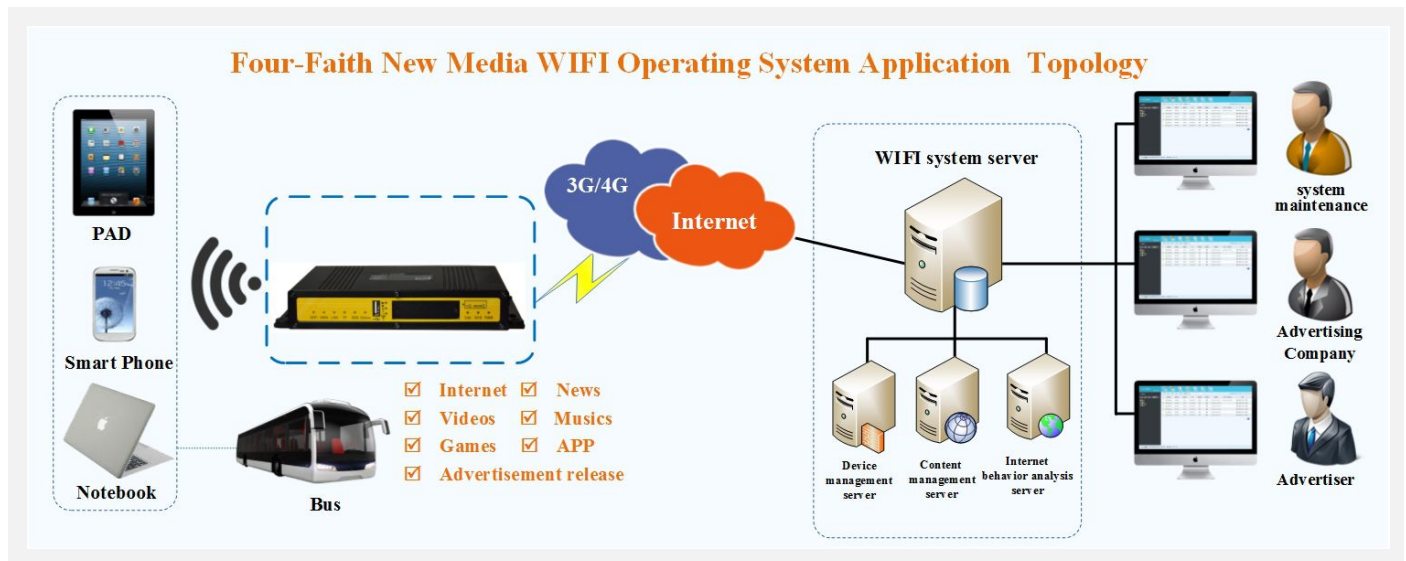 Four-Faith New Media WIFI Operating System Application Topology
PAD
Smart Phone
Notebook
Bus
Internet
News
Videos
Musics
Games
APP
Advertisement release
3G/4G
Internet
WIFI system server
Device
management
server
Content
management
server
Internet
behavior analysis
server
system
maintenance
Advertising
Company
Advertiser